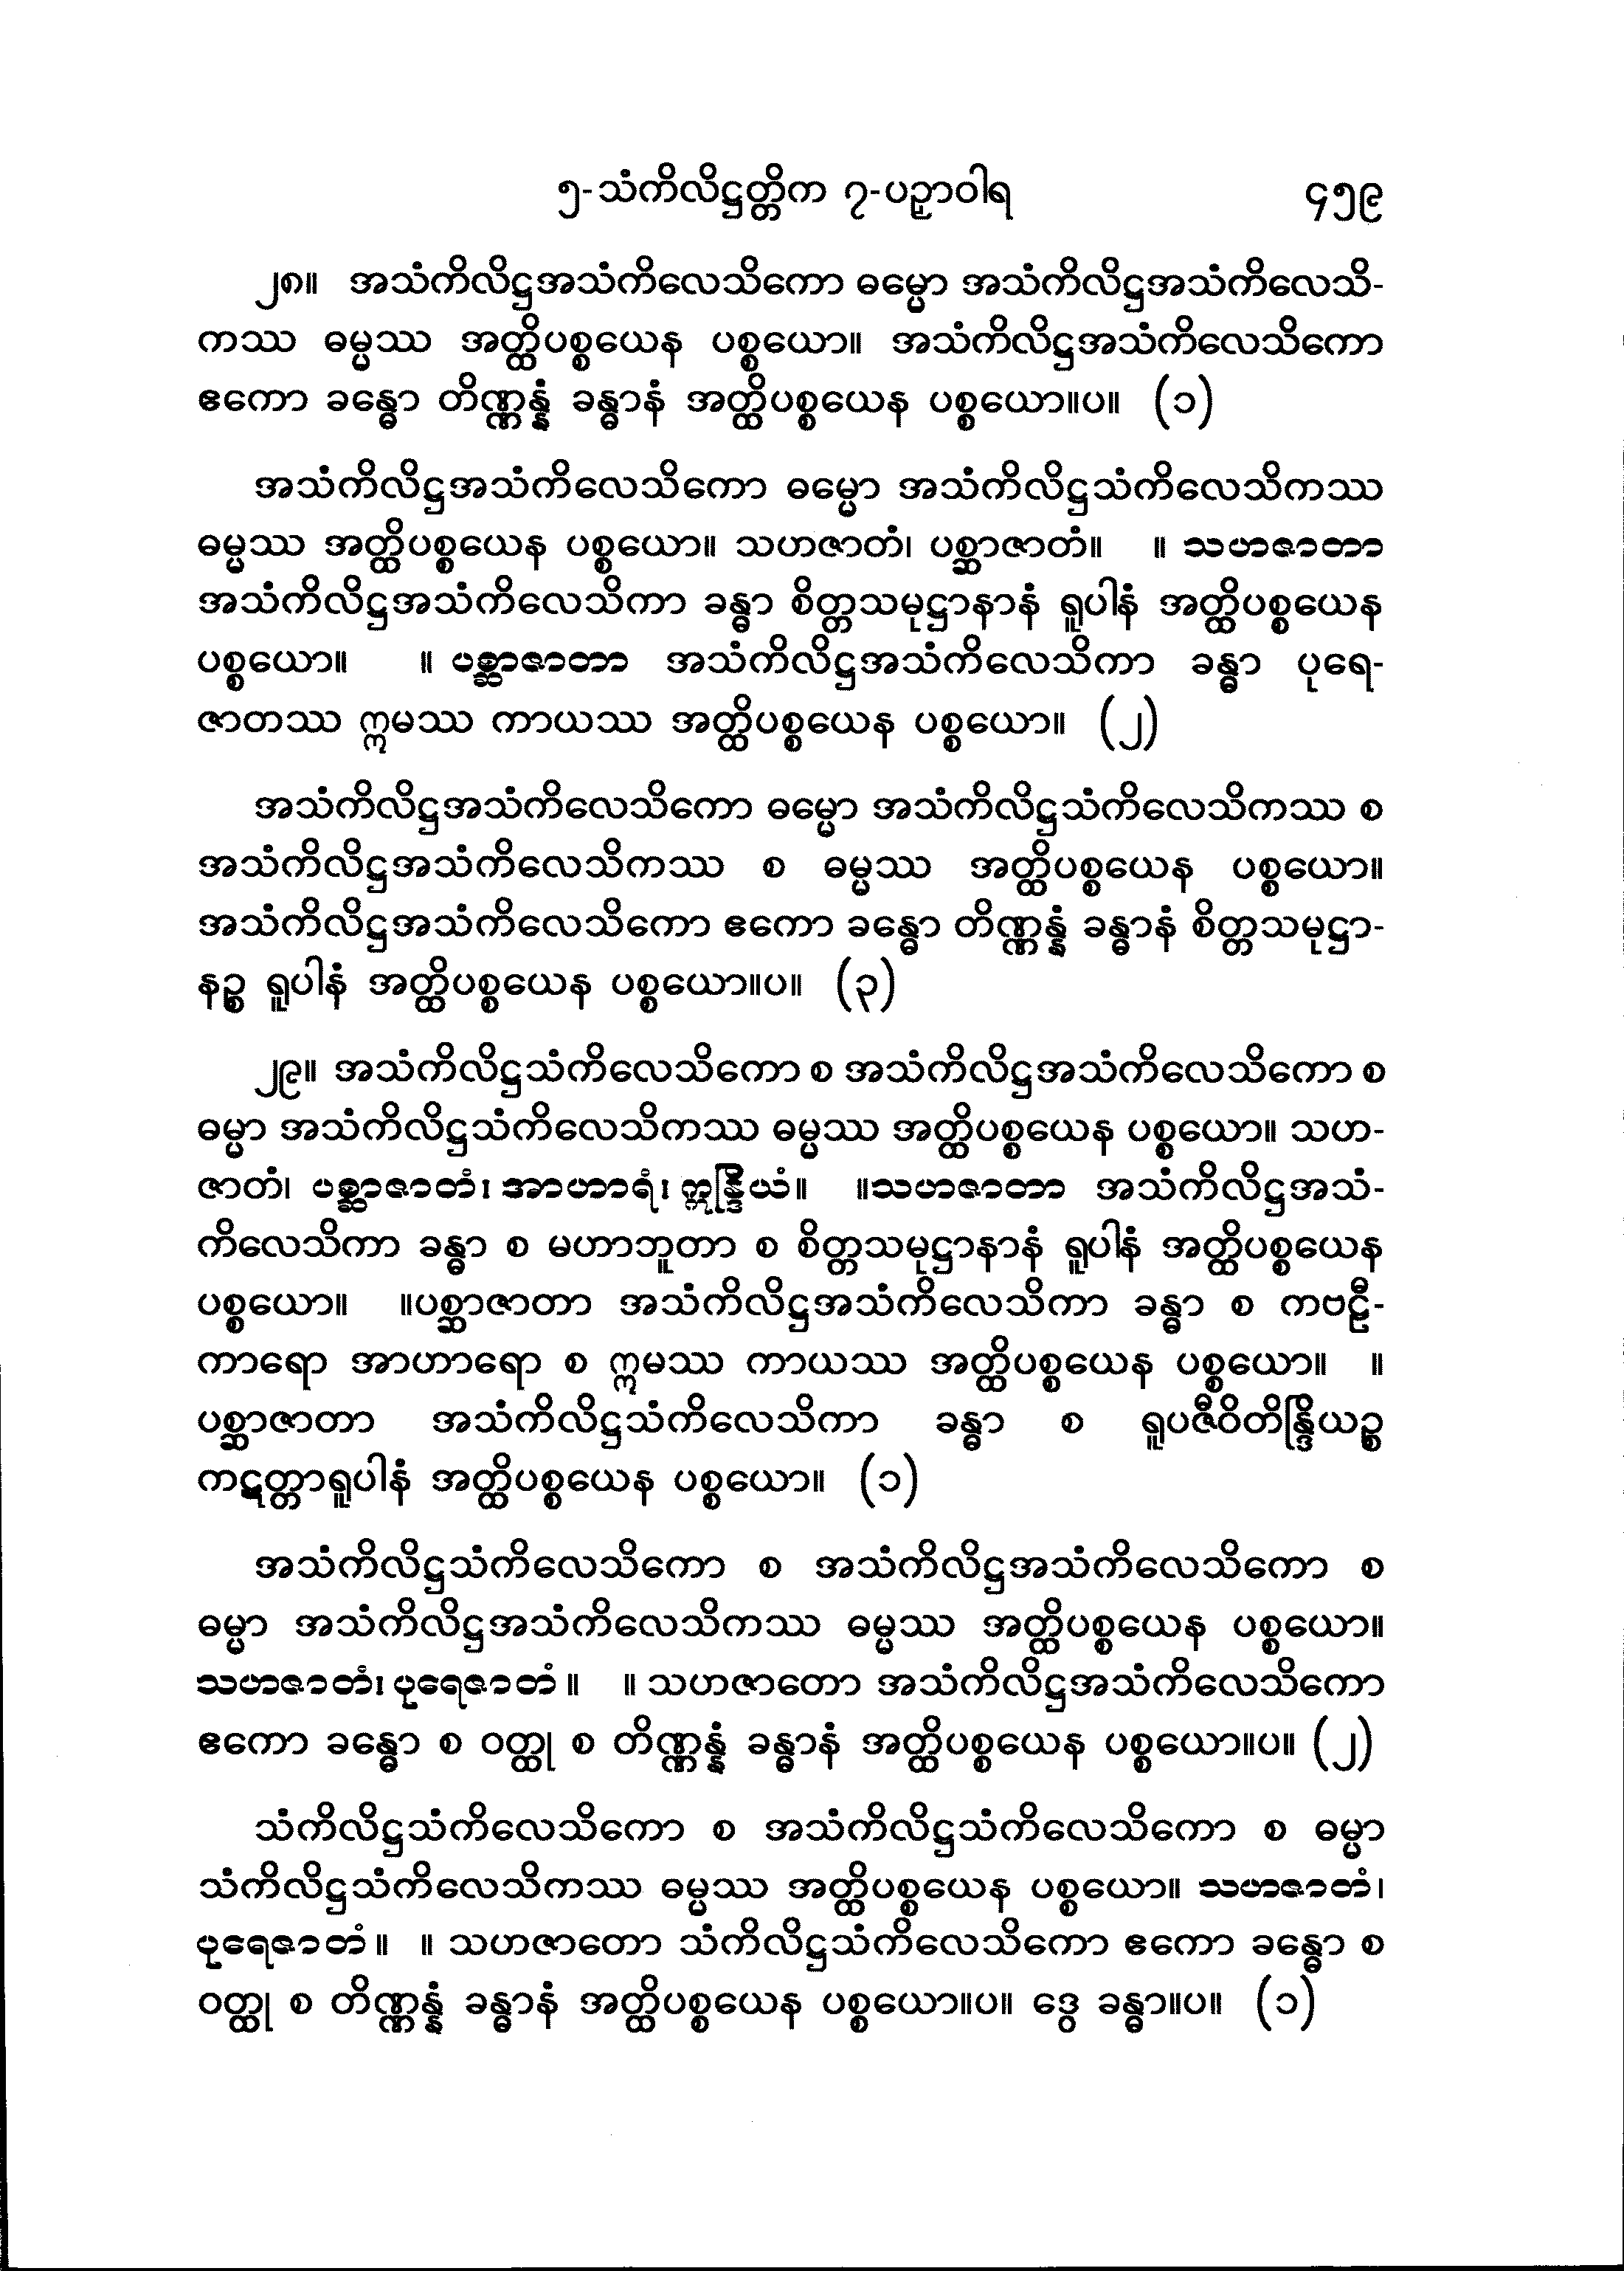 ၅-သံကိလိဋ္ဌတ္တိက ၇-ပဉှာဝါရ ၄၅၉
၂၈။ အသံကိလိဋ္ဌအသံကိလေသိကော ဓမ္မော အသံကိလိဋ္ဌအသံကိလေသိ-
ကဿ ဓမ္မဿ အတ္ထိပစ္စယေန ပစ္စယော။ အသံကိလိဋ္ဌအသံကိလေသိကော
ဧကော ခန္ဓော တိဏ္ဏန္နံ ခန္ဓာနံ အတ္ထိပစ္စယေန ပစ္စယော။ပ။ (၁)
အသံကိလိဋ္ဌအသံကိလေသိကော ဓမ္မော အသံကိလိဋ္ဌသံကိလေသိကဿ
ဓမ္မဿ အတ္ထိပစ္စယေန ပစ္စယော။ သဟဇာတံ၊ ပစ္ဆာဇာတံ။ ။ သဟဇာတာ
အသံကိလိဋ္ဌအသံကိလေသိကာ ခန္ဓာ စိတ္တသမုဋ္ဌာနာနံ ရူပါနံ အတ္ထိပစ္စယေန
ပစ္စယော။ ။ ပစ္ဆာဇာတာ အသံကိလိဋ္ဌအသံကိလေသိကာ ခန္ဓာ ပုရေ-
ဇာတဿ ဣမဿ ကာယဿ အတ္ထိပစ္စယေန ပစ္စယော။ (၂)
အသံကိလိဋ္ဌအသံကိလေသိကော ဓမ္မော အသံကိလိဋ္ဌသံကိလေသိကဿ စ
အသံကိလိဋ္ဌအသံကိလေသိကဿ စ ဓမ္မဿ အတ္ထိပစ္စယေန ပစ္စယော။
အသံကိလိဋ္ဌအသံကိလေသိကော ဧကော ခန္ဓော တိဏ္ဏန္နံ ခန္ဓာနံ စိတ္တသမုဋ္ဌာ-
နဉ္စ ရူပါနံ အတ္ထိပစ္စယေန ပစ္စယော။ပ။ (၃)
၂၉။ အသံကိလိဋ္ဌသံကိလေသိကော စ အသံကိလိဋ္ဌအသံကိလေသိကော စ
ဓမ္မာ အသံကိလိဋ္ဌသံကိလေသိကဿ ဓမ္မဿ အတ္ထိပစ္စယေန ပစ္စယော။ သဟ-
ဇာတံ၊ ပစ္ဆာဇာတံ၊ အာဟာရံ၊ ဣန္ဒြိယံ။ ။သဟဇာတာ အသံကိလိဋ္ဌအသံ-
ကိလေသိကာ ခန္ဓာ စ မဟာဘူတာ စ စိတ္တသမုဋ္ဌာနာနံ ရူပါနံ အတ္ထိပစ္စယေန
ပစ္စယော။ ။ပစ္ဆာဇာတာ အသံကိလိဋ္ဌအသံကိလေသိကာ ခန္ဓာ စ ကဗဠီ-
ကာရော အာဟာရော စ ဣမဿ ကာယဿ အတ္ထိပစ္စယေန ပစ္စယော။ ။
ပစ္ဆာဇာတာ အသံကိလိဋ္ဌသံကိလေသိကာ ခန္ဓာ စ ရူပဇီဝိတိန္ဒြိယဉ္စ
ကဋတ္တာရူပါနံ အတ္ထိပစ္စယေန ပစ္စယော။ (၁)
အသံကိလိဋ္ဌသံကိလေသိကော စ အသံကိလိဋ္ဌအသံကိလေသိကော စ
ဓမ္မာ အသံကိလိဋ္ဌအသံကိလေသိကဿ ဓမ္မဿ အတ္ထိပစ္စယေန ပစ္စယော။
သဟဇာတံ၊ ပုရေဇာတံ။ ။ သဟဇာတော အသံကိလိဋ္ဌအသံကိလေသိကော
ဧကော ခန္ဓော စ ဝတ္ထု စ တိဏ္ဏန္နံ ခန္ဓာနံ အတ္ထိပစ္စယေန ပစ္စယော။ပ။ (၂)
သံကိလိဋ္ဌသံကိလေသိကော စ အသံကိလိဋ္ဌသံကိလေသိကော စ ဓမ္မာ
သံကိလိဋ္ဌသံကိလေသိကဿ ဓမ္မဿ အတ္ထိပစ္စယေန ပစ္စယော။ သဟဇာတံ၊
ပုရေဇာတံ။ ။ သဟဇာတော သံကိလိဋ္ဌသံကိလေသိကော ဧကော ခန္ဓော စ
ဝတ္ထု စ တိဏ္ဏန္နံ ခန္ဓာနံ အတ္ထိပစ္စယေန ပစ္စယော။ပ။ ဒွေ ခန္ဓာ။ပ။ (၁)